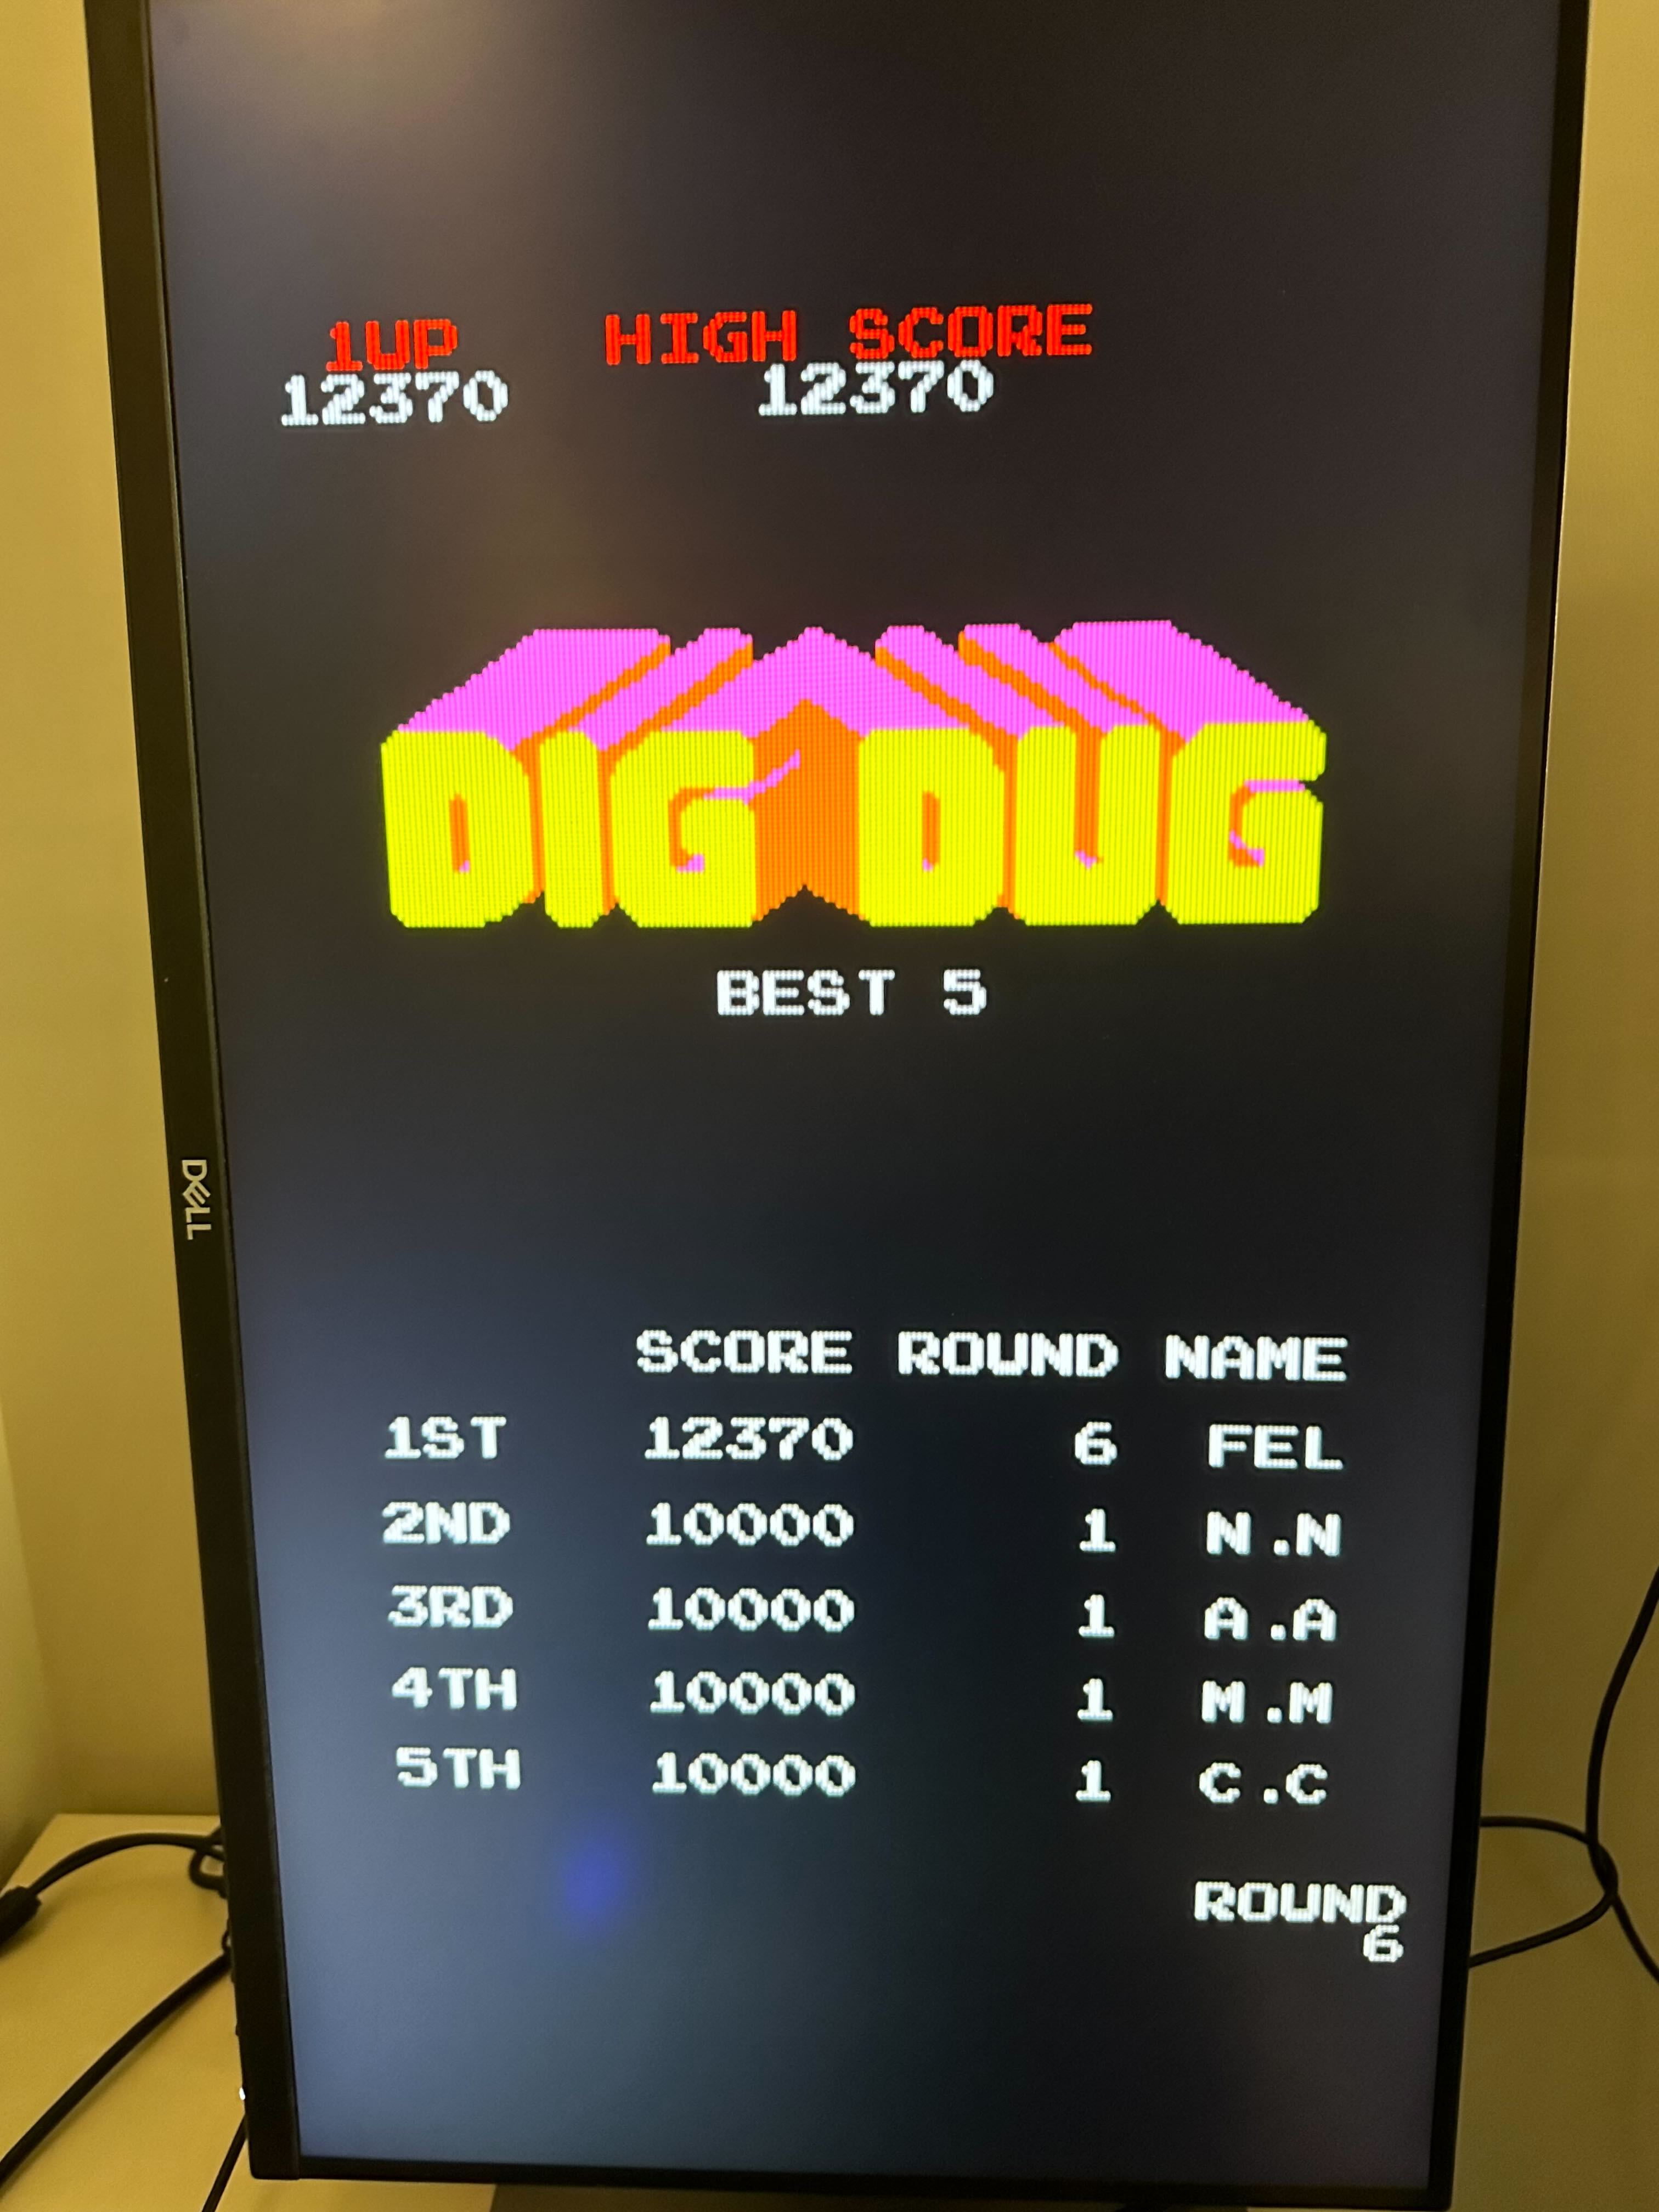 1UP HIGH SCORE
12370 12370
DIG DUG
BEST 5
DELL
SCORE ROUND NAME
1ST 12370 6 FEL
2ND 10000 1 N.N
3RD 10000 1 A.A
4TH 10000 1 M.M
5TH 10000 1 C.C
ROUND
6